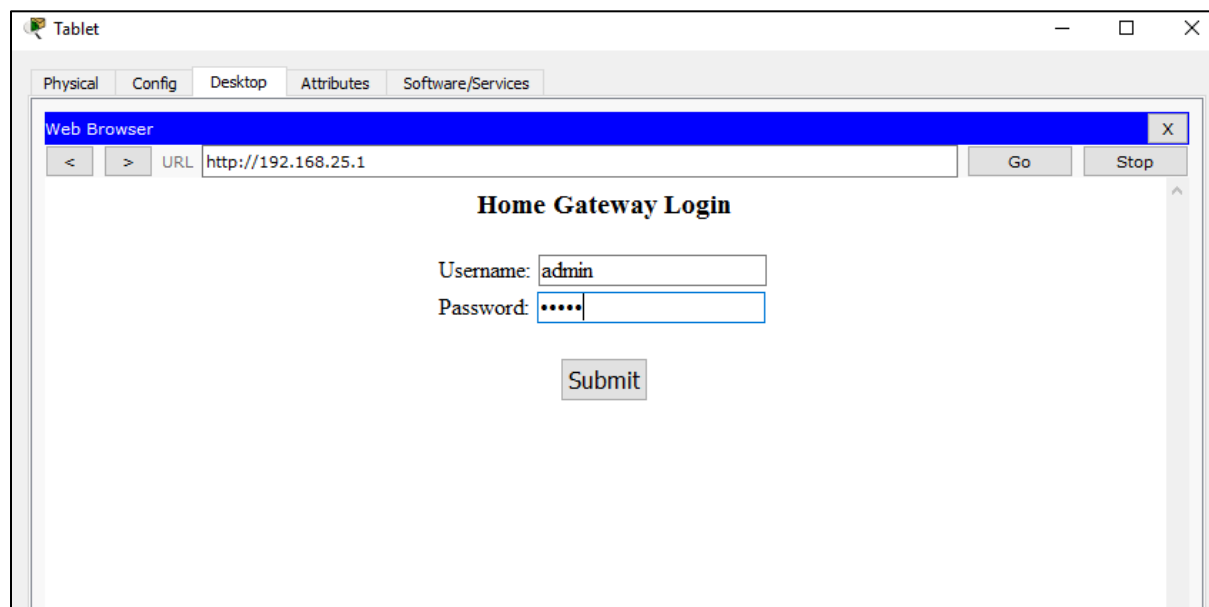 Tablet
Physical Config Desktop Attributes Software/Services
Web Browser X
< > URL http://192.168.25.1 Go Stop
Home Gateway Login
Username: admin
Password: •••••
Submit